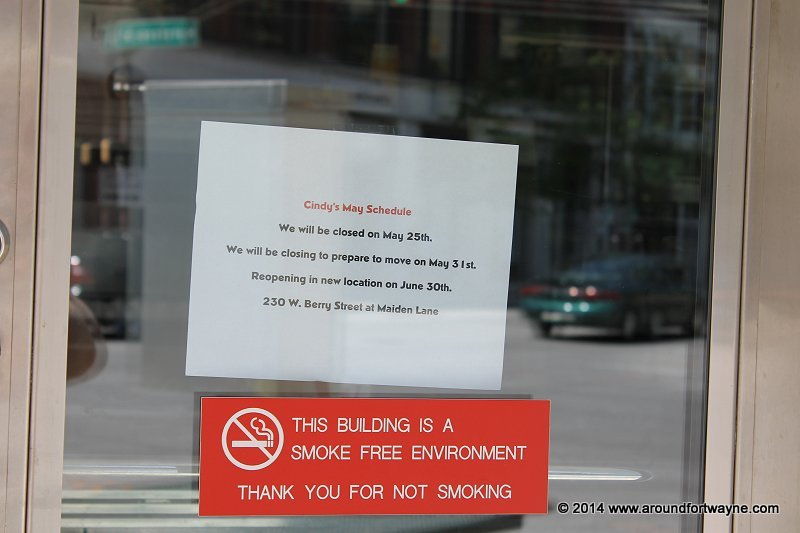 Cindy's May Schedule
We will be closed on May 25th.
We will be closing to prepare to move on May 31st.
Reopening in new location on June 30th.
230 W. Berry Street at Maiden Lane
THIS BUILDING IS A
SMOKE FREE ENVIRONMENT
THANK YOU FOR NOT SMOKING
© 2014 www.aroundfortwayne.com